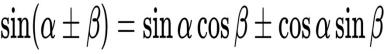 sin(α ± β) = sin α cos β ± cos α sin β